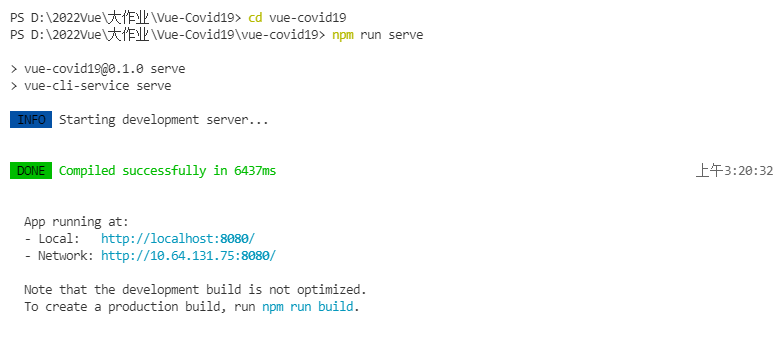 PS D:\2022Vue\大作业\Vue-Covid19> cd vue-covid19
PS D:\2022Vue\大作业\Vue-Covid19\vue-covid19> npm run serve
> vue-covid19@0.1.0 serve
> vue-cli-service serve
INFO Starting development server...
DONE Compiled successfully in 6437ms 上午3:20:32
App running at:
- Local: http://localhost:8080/
- Network: http://10.64.131.75:8080/
Note that the development build is not optimized.
To create a production build, run npm run build.